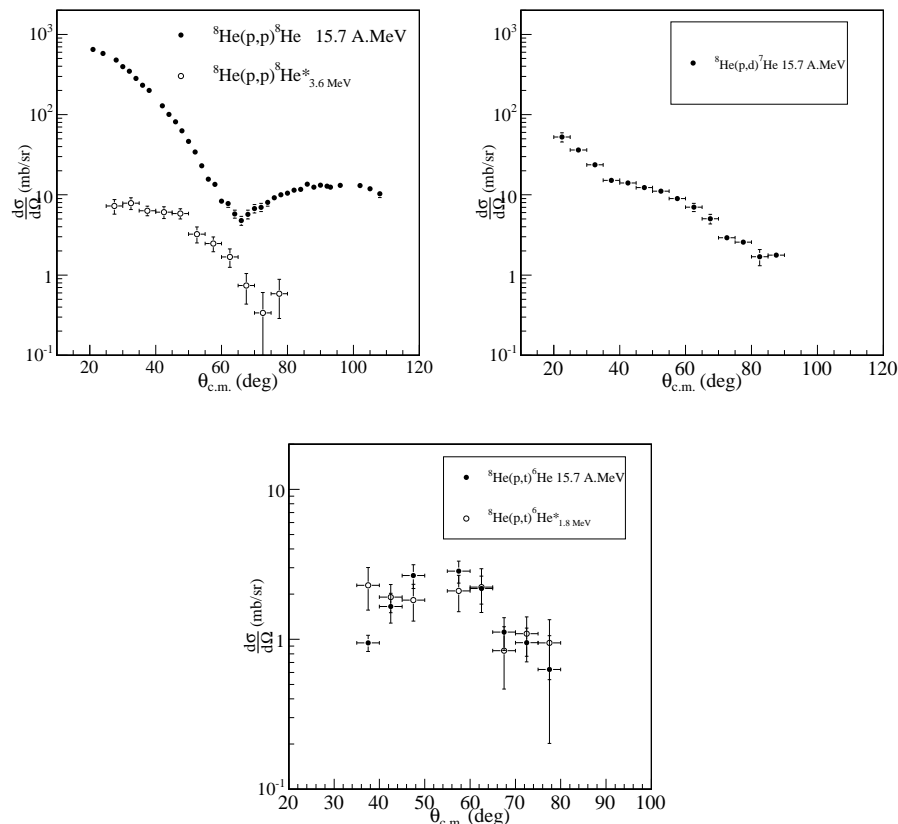 10³
10²
10
1
10⁻¹
dσ/dΩ (mb/sr)
⁸He(p,p)⁸He 15.7 A.MeV
⁸He(p,p)⁸He*3.6 MeV
20 40 60 80 100 120
θc.m. (deg)
10³
10²
10
1
10⁻¹
dσ/dΩ (mb/sr)
⁸He(p,d)⁷He 15.7 A.MeV
20 40 60 80 100 120
θc.m. (deg)
10
1
10⁻¹
dσ/dΩ (mb/sr)
⁸He(p,t)⁶He 15.7 A.MeV
⁸He(p,t)⁶He*1.8 MeV
20 30 40 50 60 70 80 90 100
θc.m. (deg)